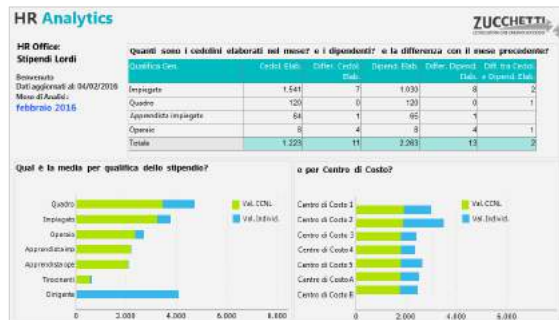 HR Analytics
ZUCCHETTI
HR Office:
Stipendi Lordi
Benvenuto
Dati aggiornati al: 04/02/2016
Mese di Analisi:
febbraio 2016
Quanti sono i cedolini elaborati nel mese? e i dipendenti? e la differenza con il mese precedente?
Qualifica Gen. Cedol. Elab. Differ. Cedol. Elab. Dipend. Elab. Differ. Dipend. Elab. Diff. tra Cedol. e Dipend. Elab.
Impiegato 1.541 7 1.030 8 2
Quadro 120 0 120 0 1
Apprendista impiegato 64 1 65 1
Operaio 8 4 8 4 1
Totale 1.223 11 2.263 13 2
Qual è la media per qualifica dello stipendio?
e per Centro di Costo?
Quadro
Impiegato
Operaio
Apprendista imp
Apprendista ope
Tirocinanti
Dirigente
Val. CCNL
Val. Individ.
0 2.000 4.000 6.000 8.000
Centro di Costo 1
Centro di Costo 2
Centro di Costo 3
Centro di Costo 4
Centro di Costo 5
Centro di Costo A
Centro di Costo B
Val. CCNL
Val. Individ.
0 2.000 4.000 6.000